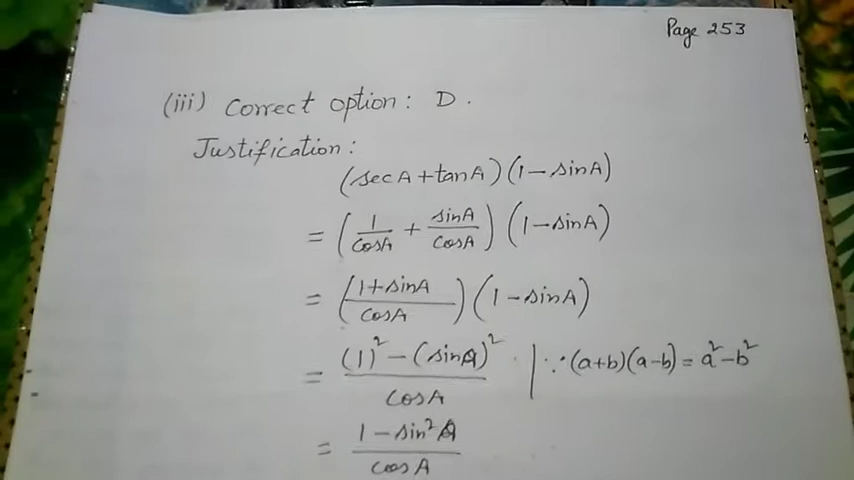 Page 253
(iii) Correct option: D.
Justification:
(secA + tanA)(1 - sinA)
= (1/cosA + sinA/cosA)(1 - sinA)
= ((1 + sinA)/cosA)(1 - sinA)
= ((1)² - (sinA)²)/cosA | ∵ (a+b)(a-b) = a² - b²
= (1 - sin²A)/cosA